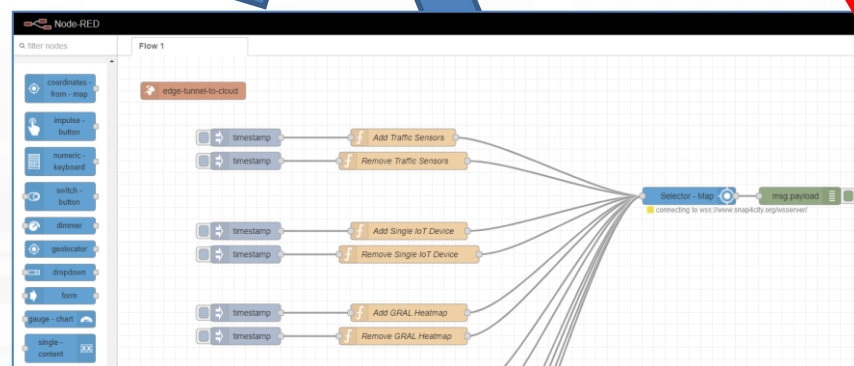 Node-RED
filter nodes
Flow 1
coordinates -
from - map
impulse -
button
numeric -
keyboard
switch -
button
dimmer
geolocator
dropdown
form
gauge - chart
single -
content
edge-tunnel-to-cloud
timestamp
Add Traffic Sensors
timestamp
Remove Traffic Sensors
timestamp
Add Single IoT Device
timestamp
Remove Single IoT Device
timestamp
Add GRAL Heatmap
timestamp
Remove GRAL Heatmap
Selector - Map
msg.payload
connecting to wss://www.snap4city.org/wsserver/